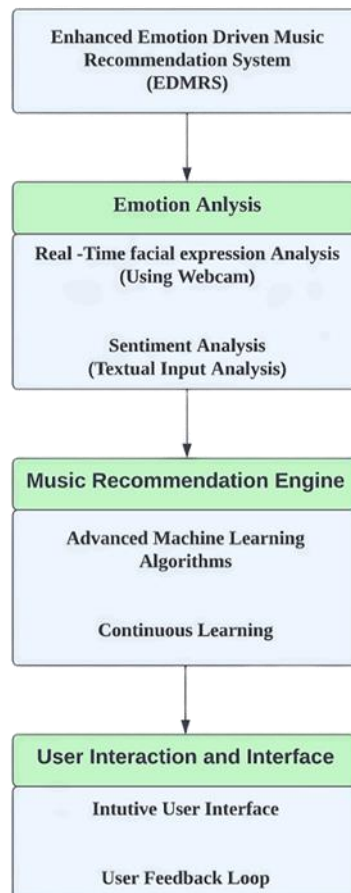 Enhanced Emotion Driven Music
Recommendation System
(EDMRS)
Emotion Anlysis
Real -Time facial expression Analysis
(Using Webcam)
Sentiment Analysis
(Textual Input Analysis)
Music Recommendation Engine
Advanced Machine Learning
Algorithms
Continuous Learning
User Interaction and Interface
Intutive User Interface
User Feedback Loop